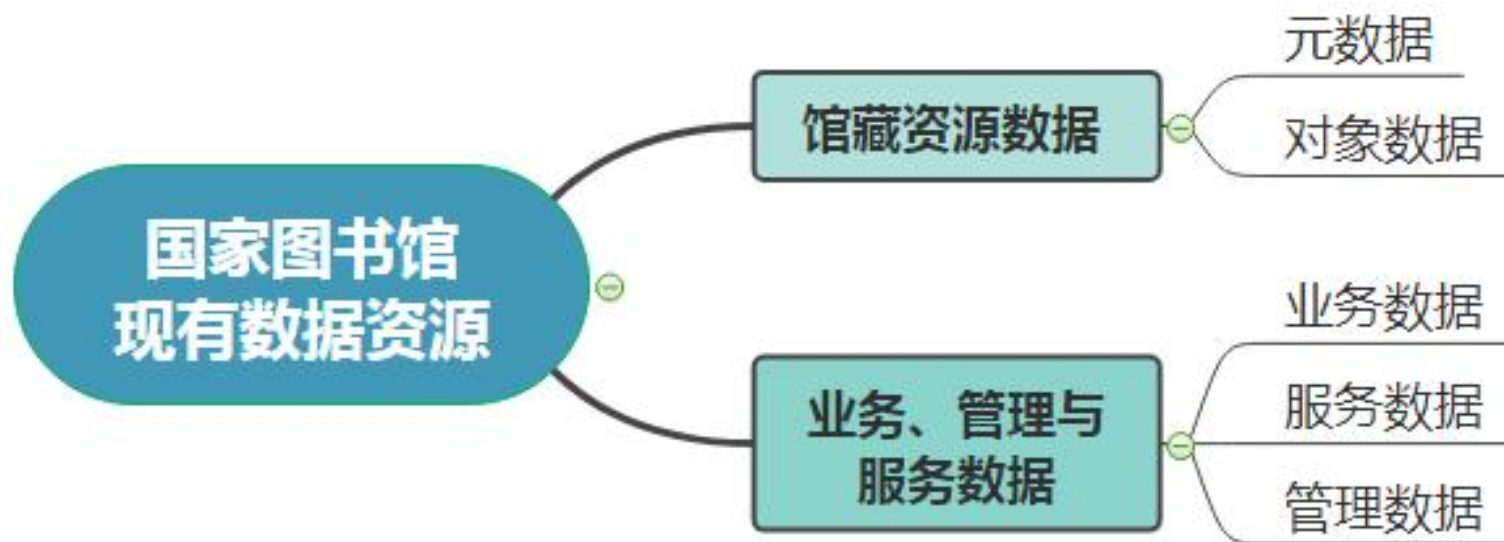 国家图书馆
现有数据资源
馆藏资源数据
元数据
对象数据
业务、管理与
服务数据
业务数据
服务数据
管理数据